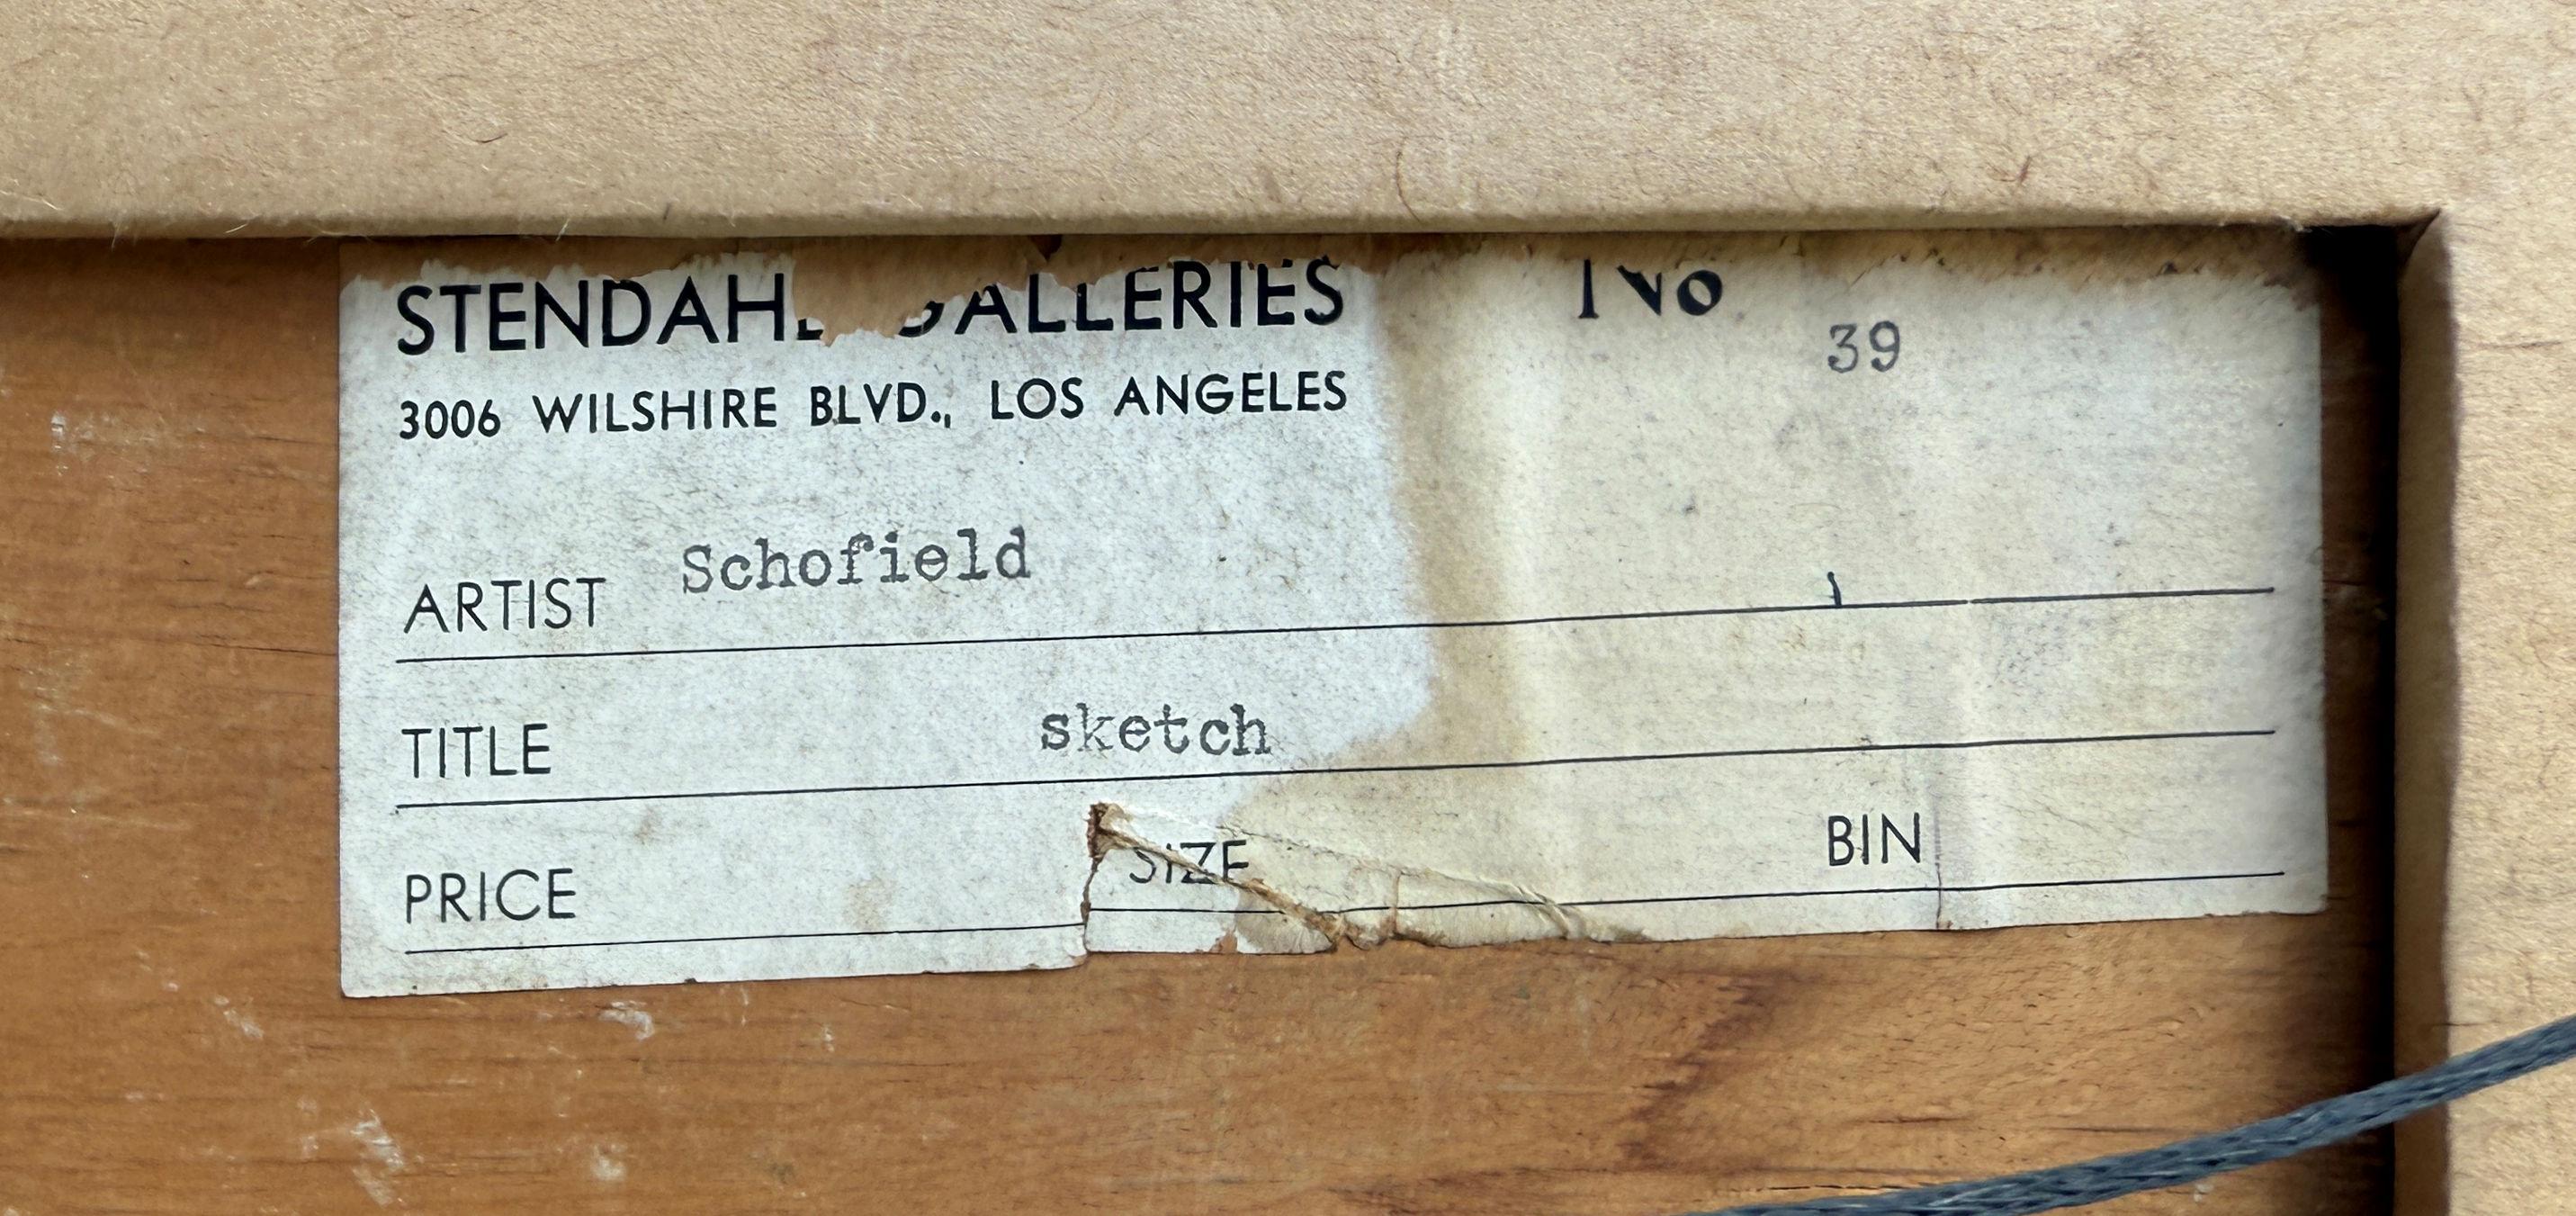 STENDAHL GALLERIES
No 39
3006 WILSHIRE BLVD., LOS ANGELES
ARTIST Schofield
TITLE sketch
PRICE SIZE BIN